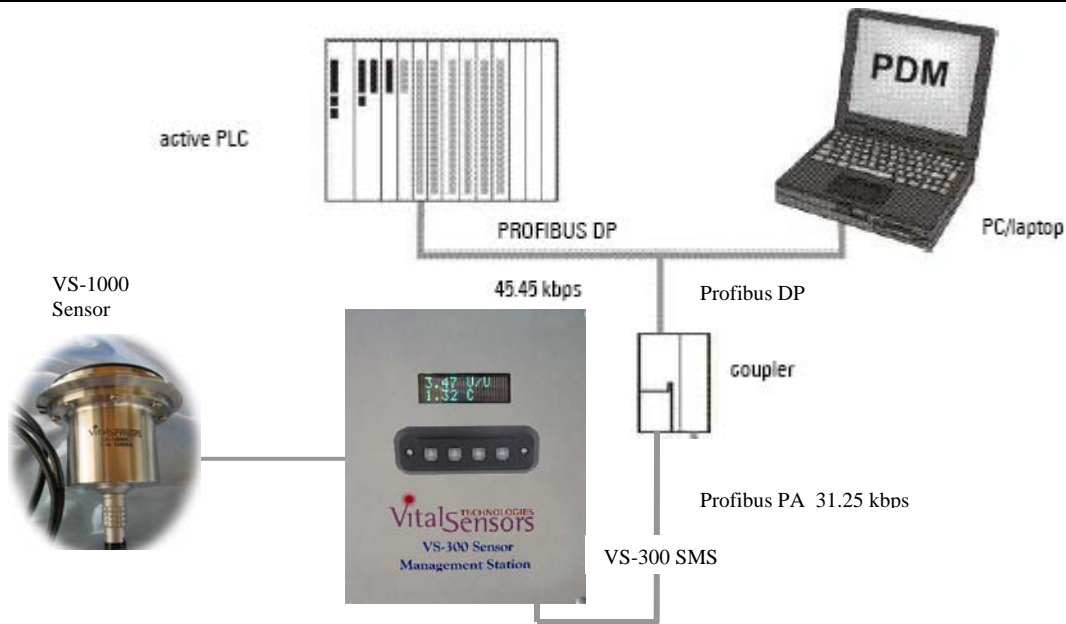 PDM
active PLC
PROFIBUS DP
PC/laptop
VS-1000
Sensor
45.45 kbps
Profibus DP
3.47 V/V
1.32 C
coupler
VitalSensors
TECHNOLOGIES
VitalSensors
VS-300 Sensor
Management Station
Profibus PA 31.25 kbps
VS-300 SMS